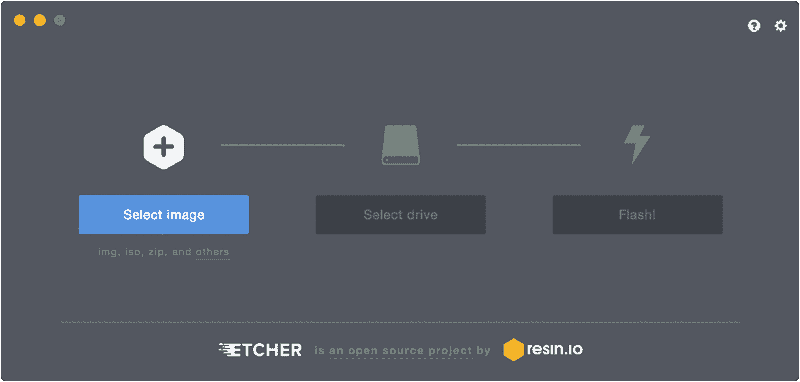 Select image
Select drive
Flash!
img, iso, zip, and others
ETCHER is an open source project by resin.io